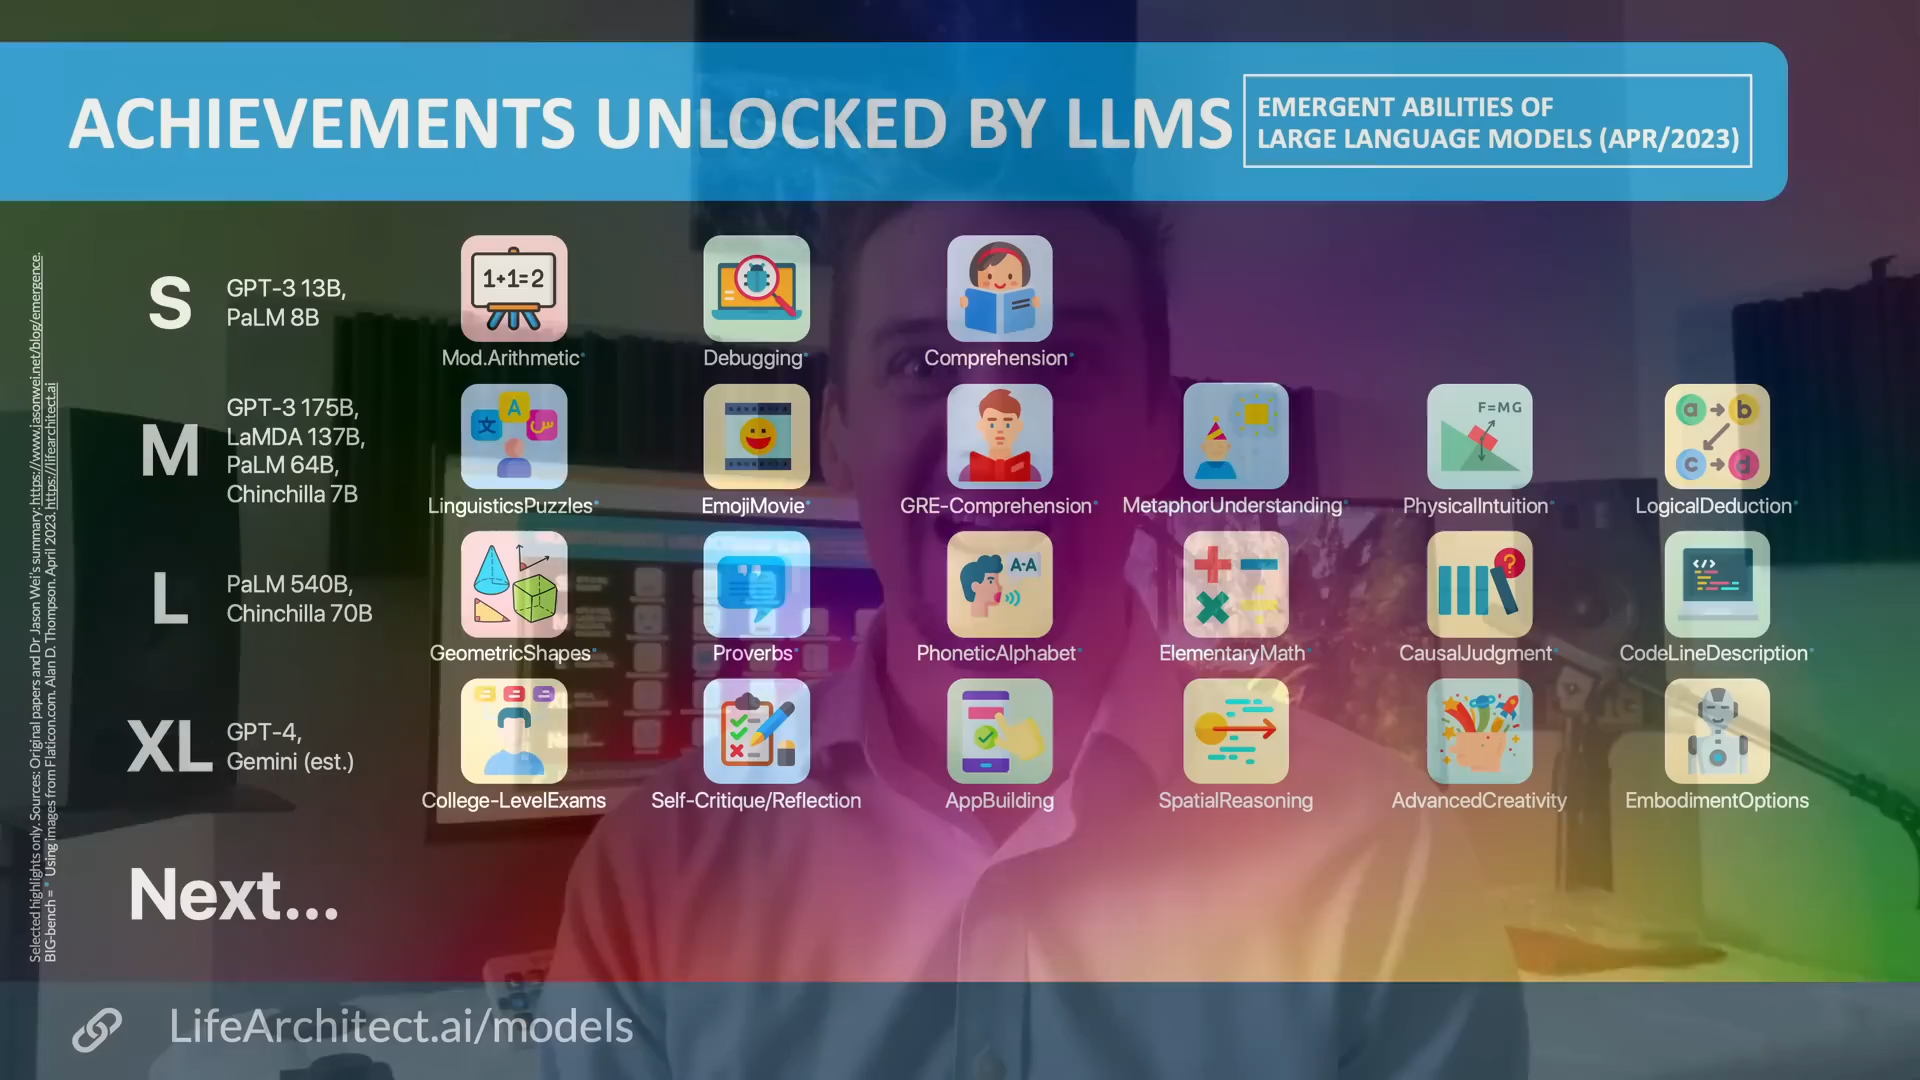 ACHIEVEMENTS UNLOCKED BY LLMS
EMERGENT ABILITIES OF
LARGE LANGUAGE MODELS (APR/2023)
S
GPT-3 13B,
PaLM 8B
1+1=2
Mod.Arithmetic
Debugging
Comprehension
M
GPT-3 175B,
LaMDA 137B,
PaLM 64B,
Chinchilla 7B
A
文
س
F=MG
a
b
c
d
LinguisticsPuzzles
EmojiMovie
GRE-Comprehension
MetaphorUnderstanding
PhysicalIntuition
LogicalDeduction
L
PaLM 540B,
Chinchilla 70B
A-A
?
</>
GeometricShapes
Proverbs
PhoneticAlphabet
ElementaryMath
CausalJudgment
CodeLineDescription
XL
GPT-4,
Gemini (est.)
College-LevelExams
Self-Critique/Reflection
AppBuilding
SpatialReasoning
AdvancedCreativity
EmbodimentOptions
Next...
Selected highlights only. Sources: Original papers and Dr Jason Wei's summary: https://www.jasonwei.net/blog/emergence.
BIG-bench = * Using images from Flaticon.com. Alan D. Thompson. April 2023. https://lifearchitect.ai
LifeArchitect.ai/models